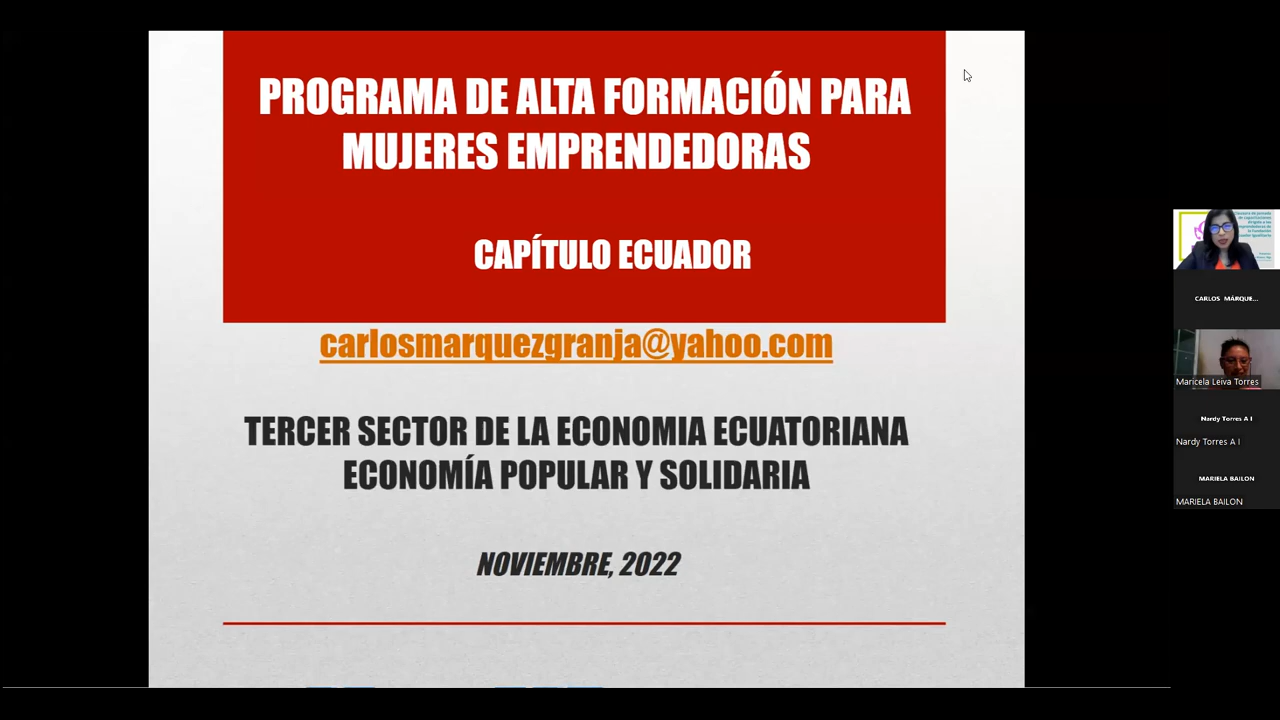 PROGRAMA DE ALTA FORMACIÓN PARA
MUJERES EMPRENDEDORAS
CAPÍTULO ECUADOR
carlosmarquezgranja@yahoo.com
TERCER SECTOR DE LA ECONOMIA ECUATORIANA
ECONOMÍA POPULAR Y SOLIDARIA
NOVIEMBRE, 2022
CARLOS MÁRQUE...
Maricela Leiva Torres
Nardy Torres A I
Nardy Torres A I
MARIELA BAILON
MARIELA BAILON